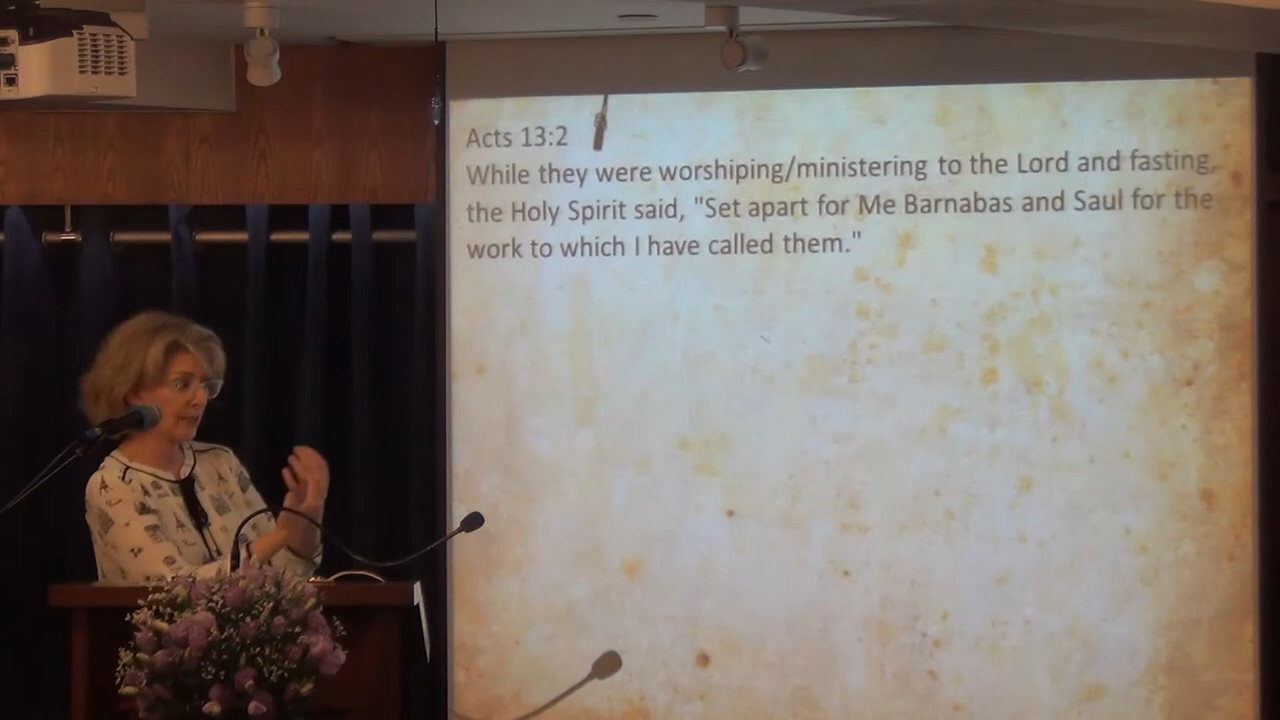 Acts 13:2
While they were worshiping/ministering to the Lord and fasting,
the Holy Spirit said, "Set apart for Me Barnabas and Saul for the
work to which I have called them."